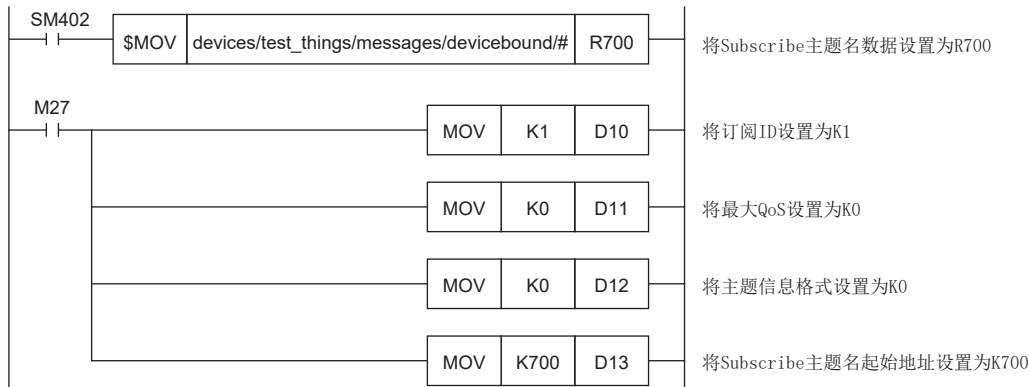 SM402
$MOV devices/test_things/messages/devicebound/# R700 将Subscribe主题名数据设置为R700
M27
MOV K1 D10 将订阅ID设置为K1
MOV K0 D11 将最大QoS设置为K0
MOV K0 D12 将主题信息格式设置为K0
MOV K700 D13 将Subscribe主题名起始地址设置为K700